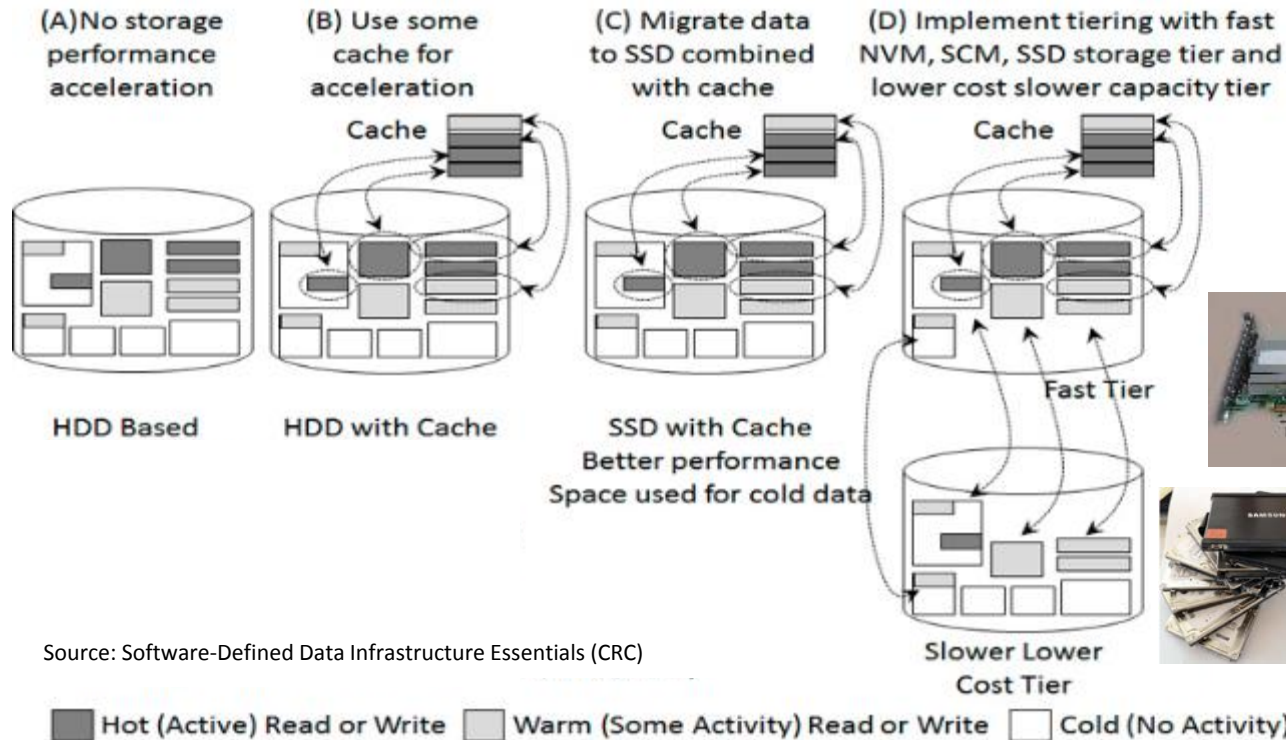 (A)No storage
performance
acceleration
(B) Use some
cache for
acceleration
(C) Migrate data
to SSD combined
with cache
(D) Implement tiering with fast
NVM, SCM, SSD storage tier and
lower cost slower capacity tier
Cache
Cache
Cache
HDD Based
HDD with Cache
SSD with Cache
Better performance
Space used for cold data
Fast Tier
SAMSUN
Slower Lower
Cost Tier
Source: Software-Defined Data Infrastructure Essentials (CRC)
Hot (Active) Read or Write
Warm (Some Activity) Read or Write
Cold (No Activity)